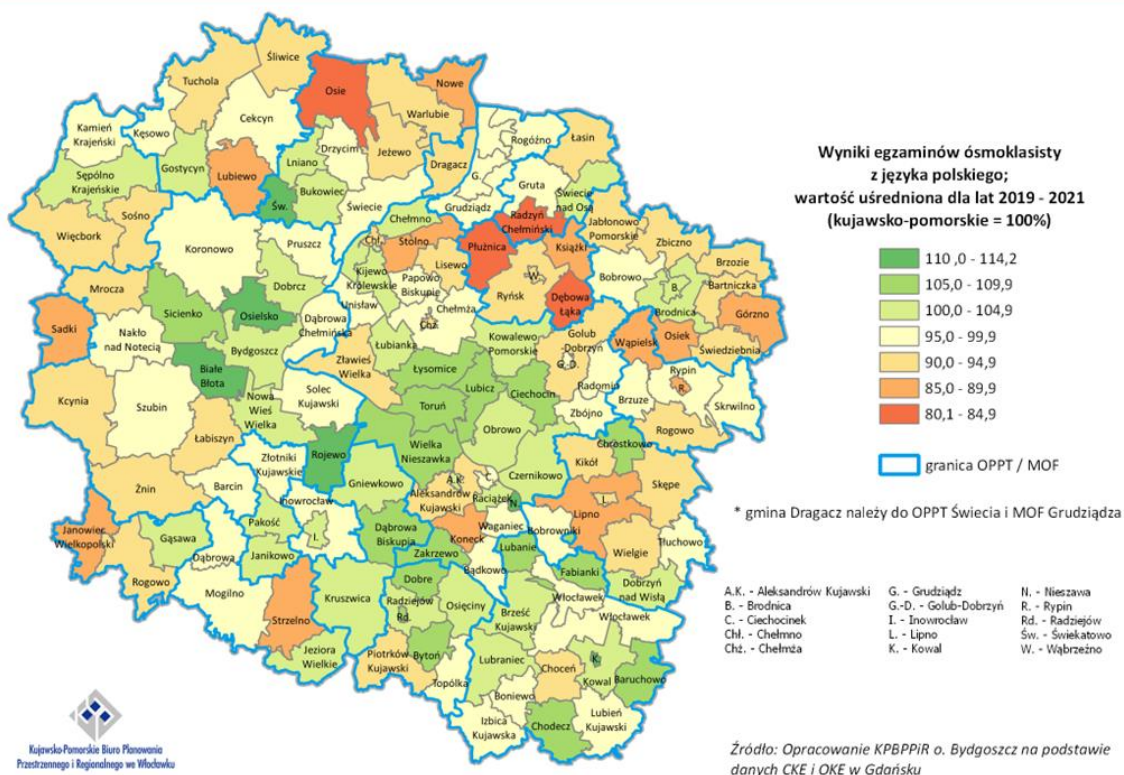 Śliwice
Tuchola
Osie
Nowe
Cekcyn
Warlubie
Kamień
Krajeński
Kęsowo
Drzycim
Jeżewo
Rogóźno
Łasin
Dragacz
Lniano
Gostycyn
Lubiewo
Sępólno
Krajeńskie
Bukowiec
G.
Gruta
Świecie
nad Osą
Św.
Świecie
Grudziądz
Sośno
Chełmno
Radzyń
Chełmiński
Więcbork
Koronowo
Pruszcz
Chł.
Stolno
Płużnica
Książki
Jabłonowo
Pomorskie
Zbiczno
Lisewo
Brzozie
Mrocza
Dobrcz
Kijewo
Królewskie
Papowo
Biskupie
W.
Bobrowo
B.
Bartniczka
Sicienko
Osielsko
Unisław
Ryńsk
Dębowa
Łąka
Brodnica
Sadki
Dąbrowa
Chełmińska
Chełmża
Chż.
Górzno
Nakło
nad Notecią
Łubianka
Kowalewo
Pomorskie
Golub
Dobrzyń
Wąpielsk
Osiek
Świedziebnia
Bydgoszcz
Zławieś
Wielka
G.-D.
Białe
Błota
Łysomice
Rypin
Kcynia
Solec
Kujawski
Lubicz
Ciechocin
Radomin
R.
Szubin
Nowa
Wieś
Wielka
Toruń
Zbójno
Brzuze
Skrwilno
Łabiszyn
Obrowo
Rogowo
Wielka
Nieszawka
Chrostkowo
Złotniki
Kujawskie
Rojewo
Kikół
Żnin
Barcin
Gniewkowo
Czernikowo
Skępe
A.K.
C.
Aleksandrów
Kujawski
Raciążek
N.
Inowrocław
L.
Janowiec
Wielkopolski
Pakość
Lipno
Gąsawa
I.
Dąbrowa
Biskupia
Koneck
Waganiec
Bobrowniki
Tłuchowo
Dąbrowa
Janikowo
Zakrzewo
Lubanie
Wielgie
Bądkowo
Fabianki
Rogowo
Mogilno
Dobre
Dobrzyń
nad Wisłą
Kruszwica
Radziejów
Osięciny
Włocławek
Strzelno
Rd.
Brześć
Kujawski
Włocławek
Jeziora
Wielkie
Piotrków
Kujawski
Bytoń
Lubraniec
Choceń
K.
Kowal
Baruchowo
Topólka
Boniewo
Izbica
Kujawska
Chodecz
Lubień
Kujawski
Kujawsko-Pomorskie Biuro Planowania
Przestrzennego i Regionalnego we Włocławku
Wyniki egzaminów ósmoklasisty
z języka polskiego;
wartość uśredniona dla lat 2019 - 2021
(kujawsko-pomorskie = 100%)
110 ,0 - 114,2
105,0 - 109,9
100,0 - 104,9
95,0 - 99,9
90,0 - 94,9
85,0 - 89,9
80,1 - 84,9
granica OPPT / MOF
* gmina Dragacz należy do OPPT Świecia i MOF Grudziądza
A.K. - Aleksandrów Kujawski
B. - Brodnica
C. - Ciechocinek
Chł. - Chełmno
Chż. - Chełmża
G. - Grudziądz
G.-D. - Golub-Dobrzyń
I. - Inowrocław
L. - Lipno
K. - Kowal
N. - Nieszawa
R. - Rypin
Rd. - Radziejów
Św. - Świekatowo
W. - Wąbrzeźno
Źródło: Opracowanie KPBPPiR o. Bydgoszcz na podstawie
danych CKE i OKE w Gdańsku